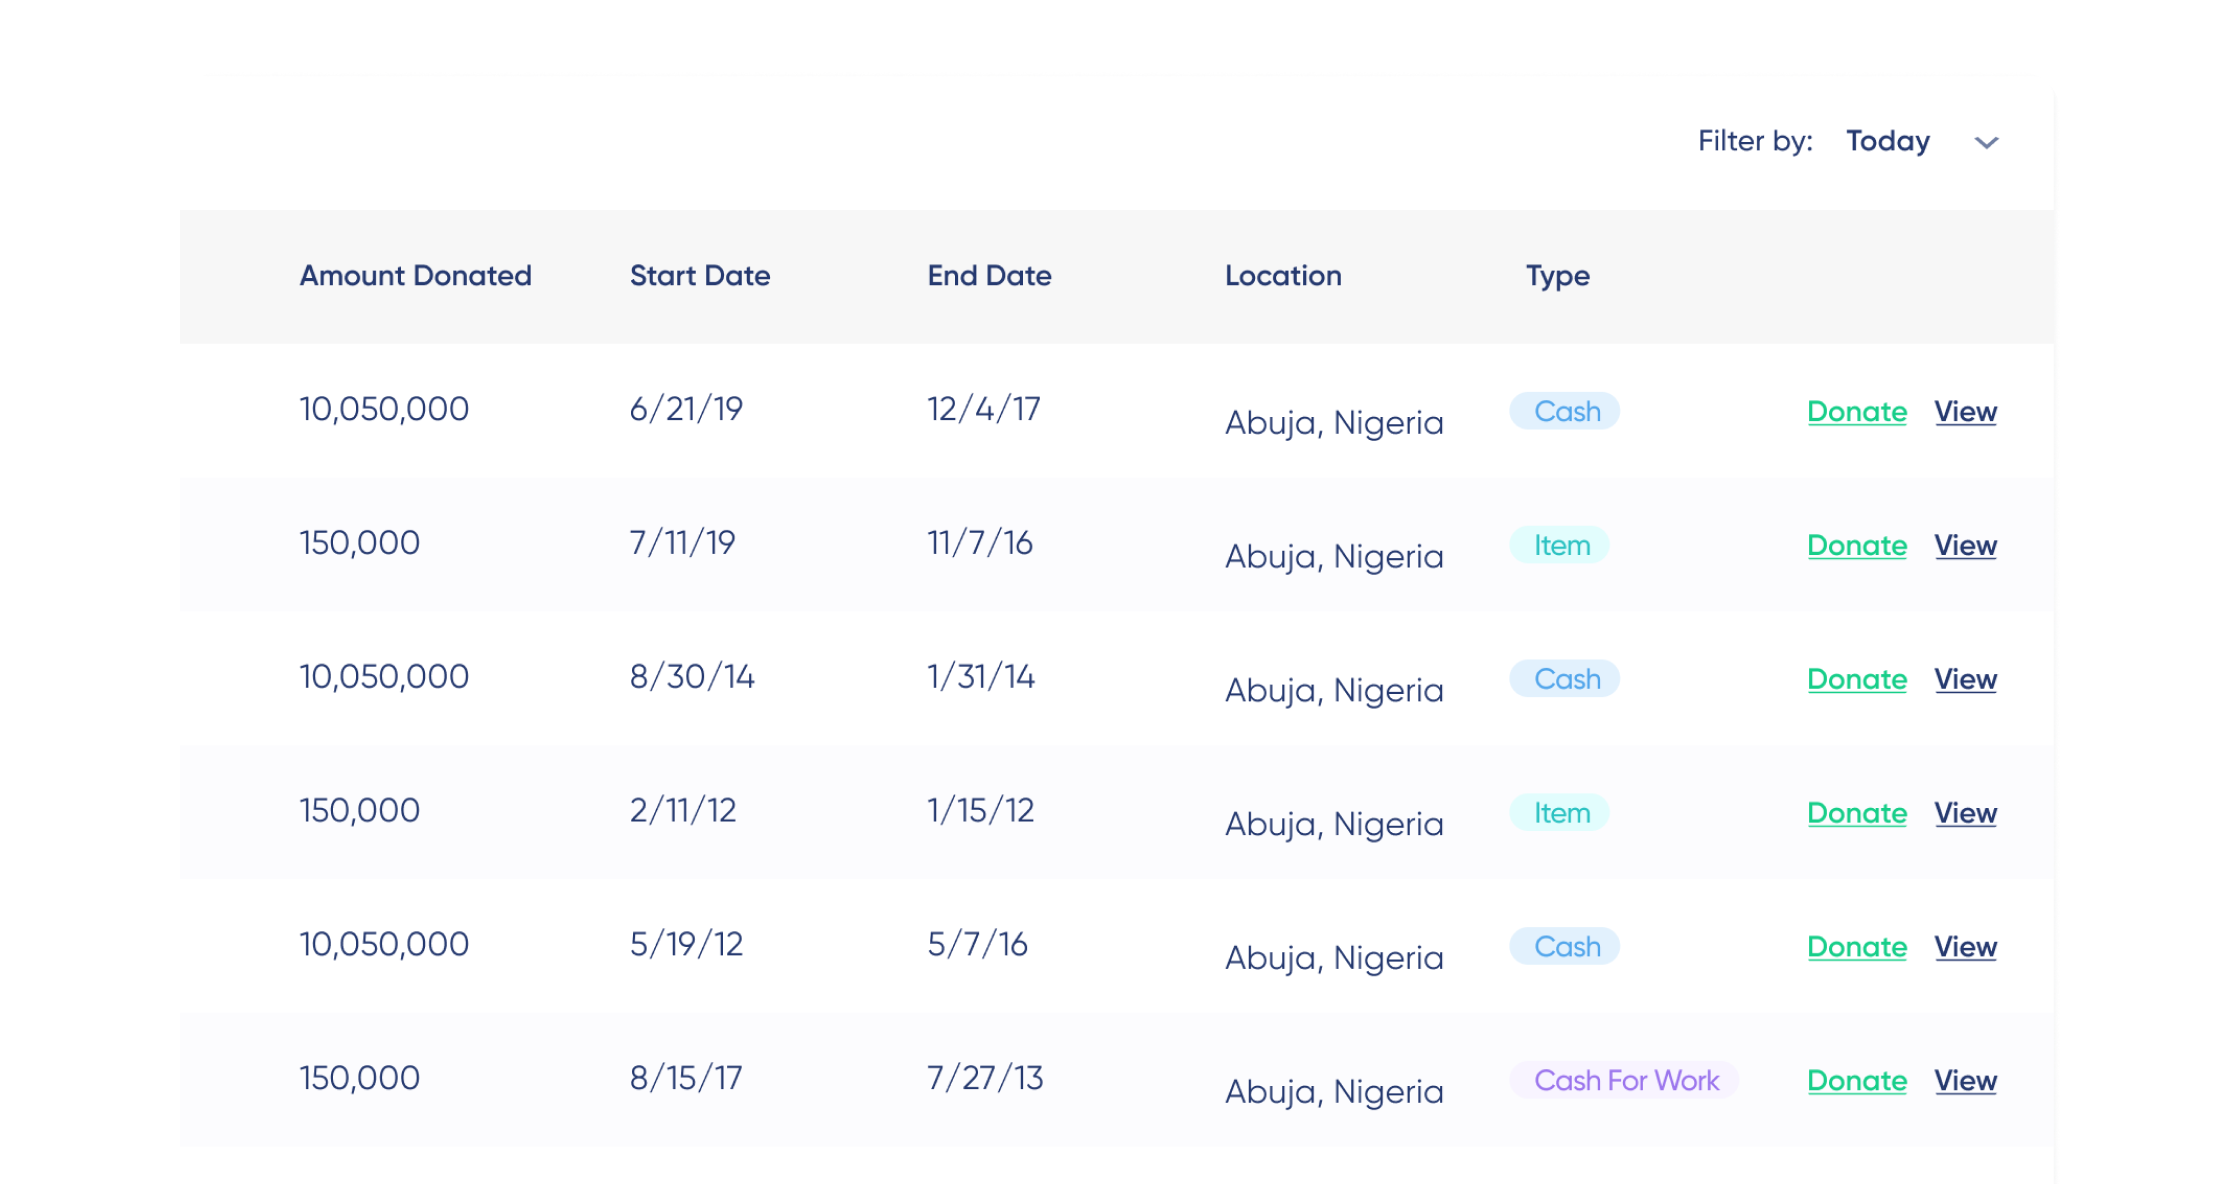 Filter by: Today
Amount Donated Start Date End Date Location Type
10,050,000 6/21/19 12/4/17 Abuja, Nigeria Cash Donate View
150,000 7/11/19 11/7/16 Abuja, Nigeria Item Donate View
10,050,000 8/30/14 1/31/14 Abuja, Nigeria Cash Donate View
150,000 2/11/12 1/15/12 Abuja, Nigeria Item Donate View
10,050,000 5/19/12 5/7/16 Abuja, Nigeria Cash Donate View
150,000 8/15/17 7/27/13 Abuja, Nigeria Cash For Work Donate View